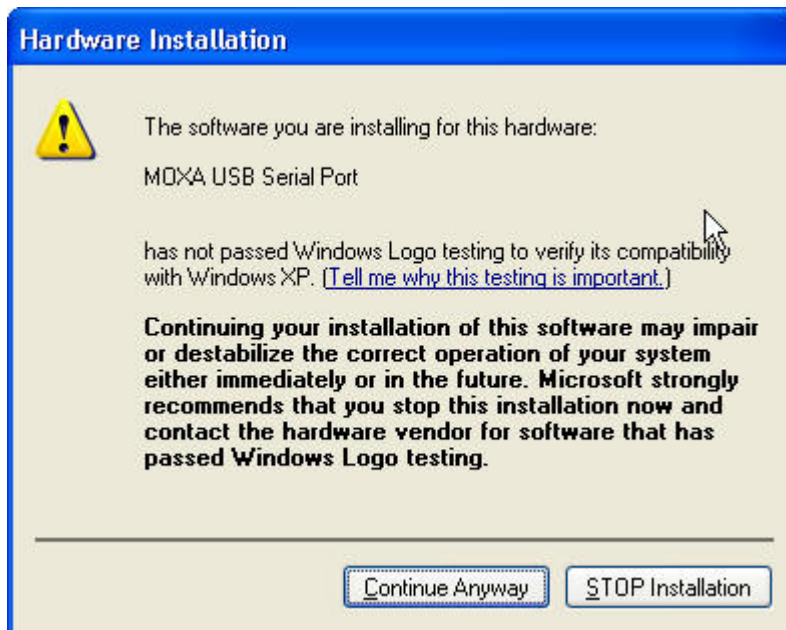 Hardware Installation
The software you are installing for this hardware:
MOXA USB Serial Port
has not passed Windows Logo testing to verify its compatibility
with Windows XP. (Tell me why this testing is important.)
Continuing your installation of this software may impair
or destabilize the correct operation of your system
either immediately or in the future. Microsoft strongly
recommends that you stop this installation now and
contact the hardware vendor for software that has
passed Windows Logo testing.
Continue Anyway
STOP Installation